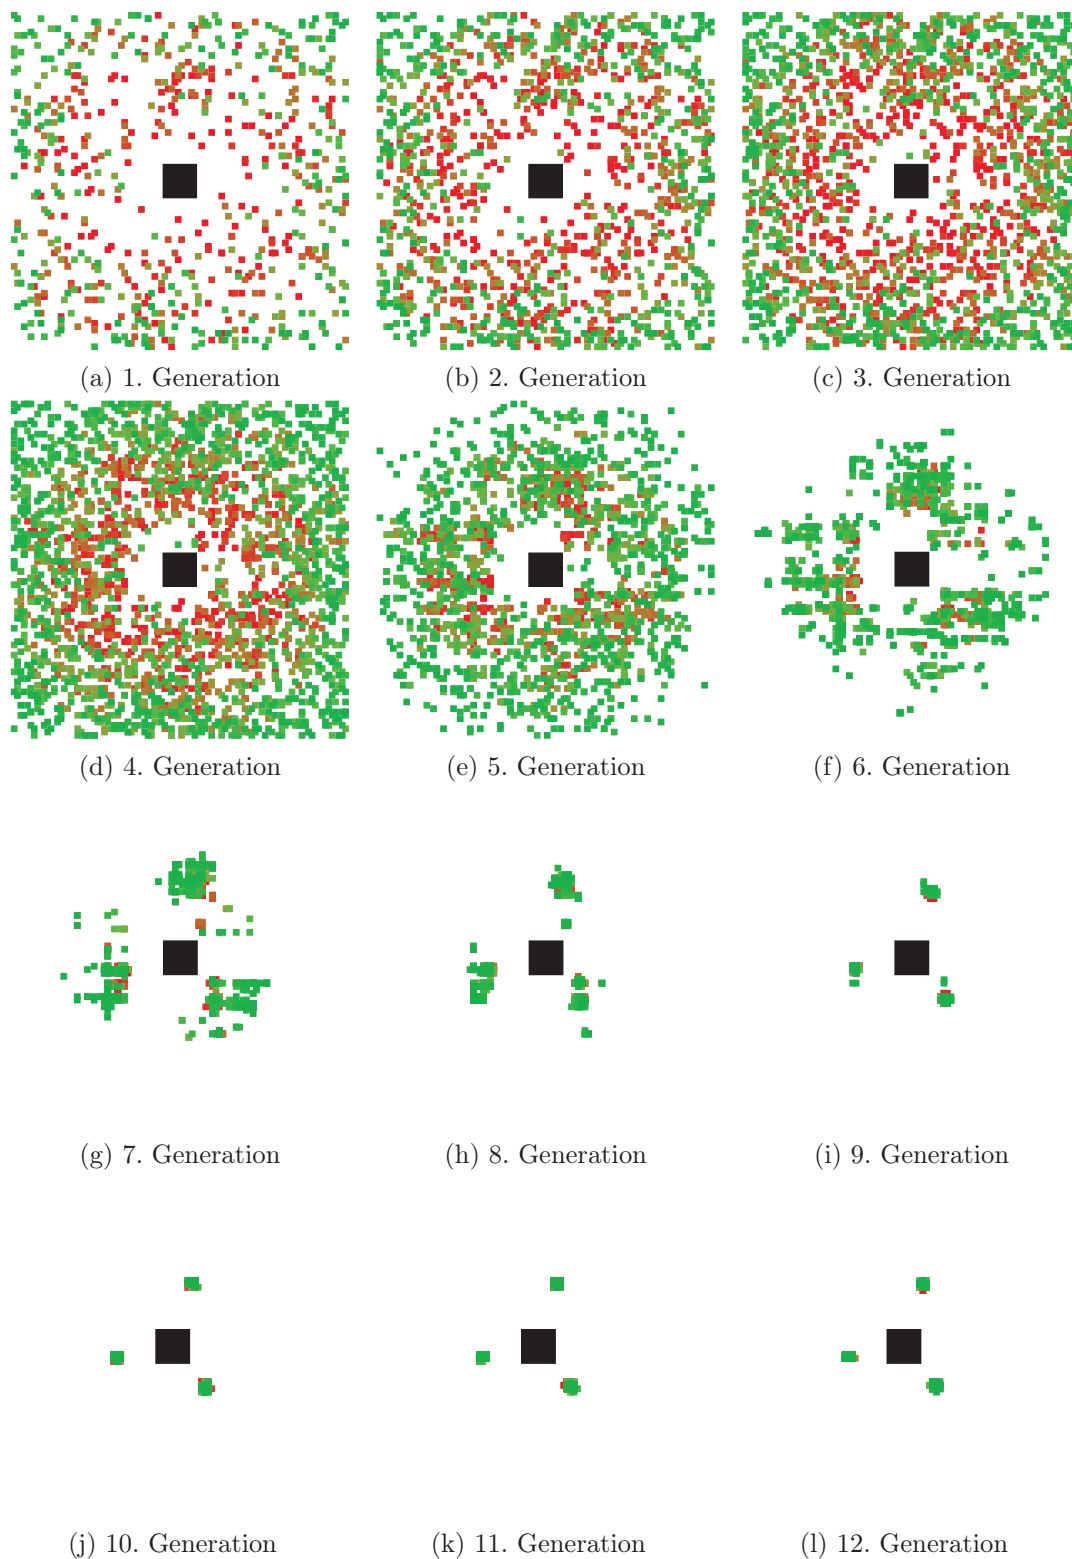 (a) 1. Generation
(b) 2. Generation
(c) 3. Generation
(d) 4. Generation
(e) 5. Generation
(f) 6. Generation
(g) 7. Generation
(h) 8. Generation
(i) 9. Generation
(j) 10. Generation
(k) 11. Generation
(l) 12. Generation